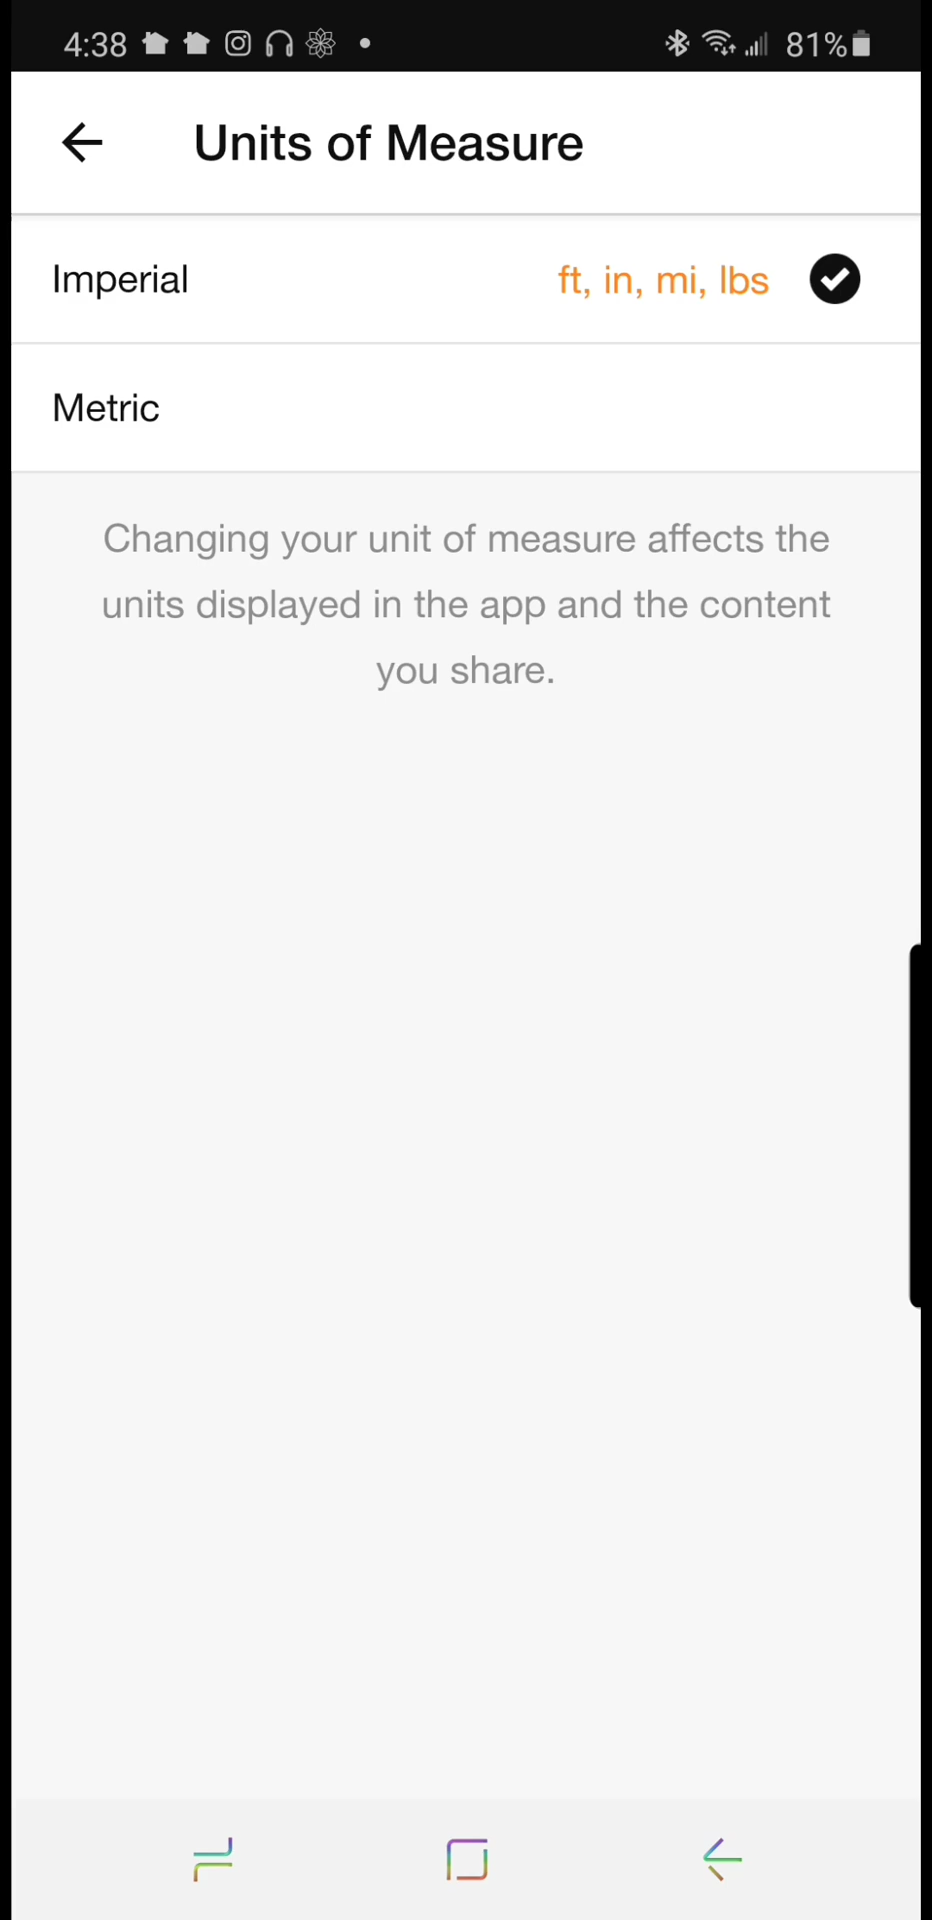 4:38 81%
Units of Measure
Imperial ft, in, mi, lbs
Metric
Changing your unit of measure affects the
units displayed in the app and the content
you share.